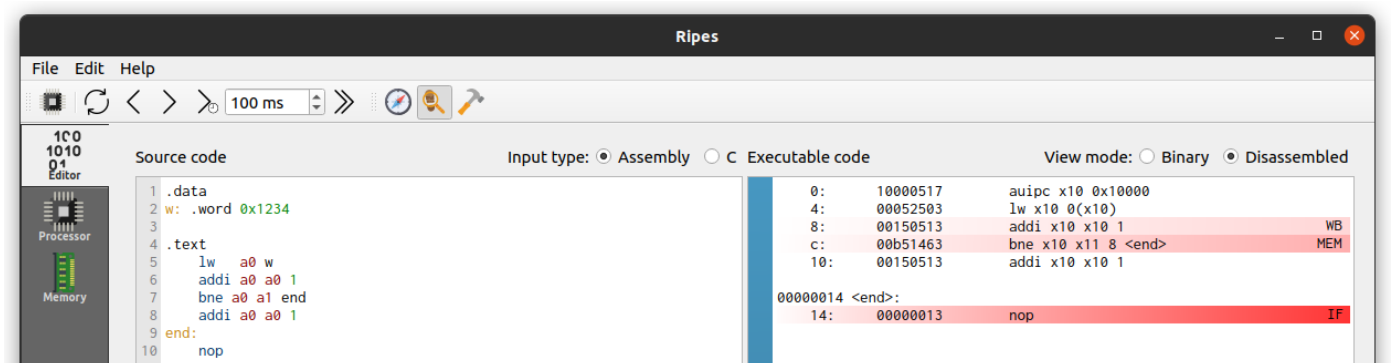 Ripes
File Edit Help
100 ms
Editor
Processor
Memory
Source code Input type: Assembly C
1 .data
2 w: .word 0x1234
3
4 .text
5 lw a0 w
6 addi a0 a0 1
7 bne a0 a1 end
8 addi a0 a0 1
9 end:
10 nop
Executable code View mode: Binary Disassembled
0: 10000517 auipc x10 0x10000
4: 00052503 lw x10 0(x10)
8: 00150513 addi x10 x10 1 WB
c: 00b51463 bne x10 x11 8 <end> MEM
10: 00150513 addi x10 x10 1
00000014 <end>:
14: 00000013 nop IF